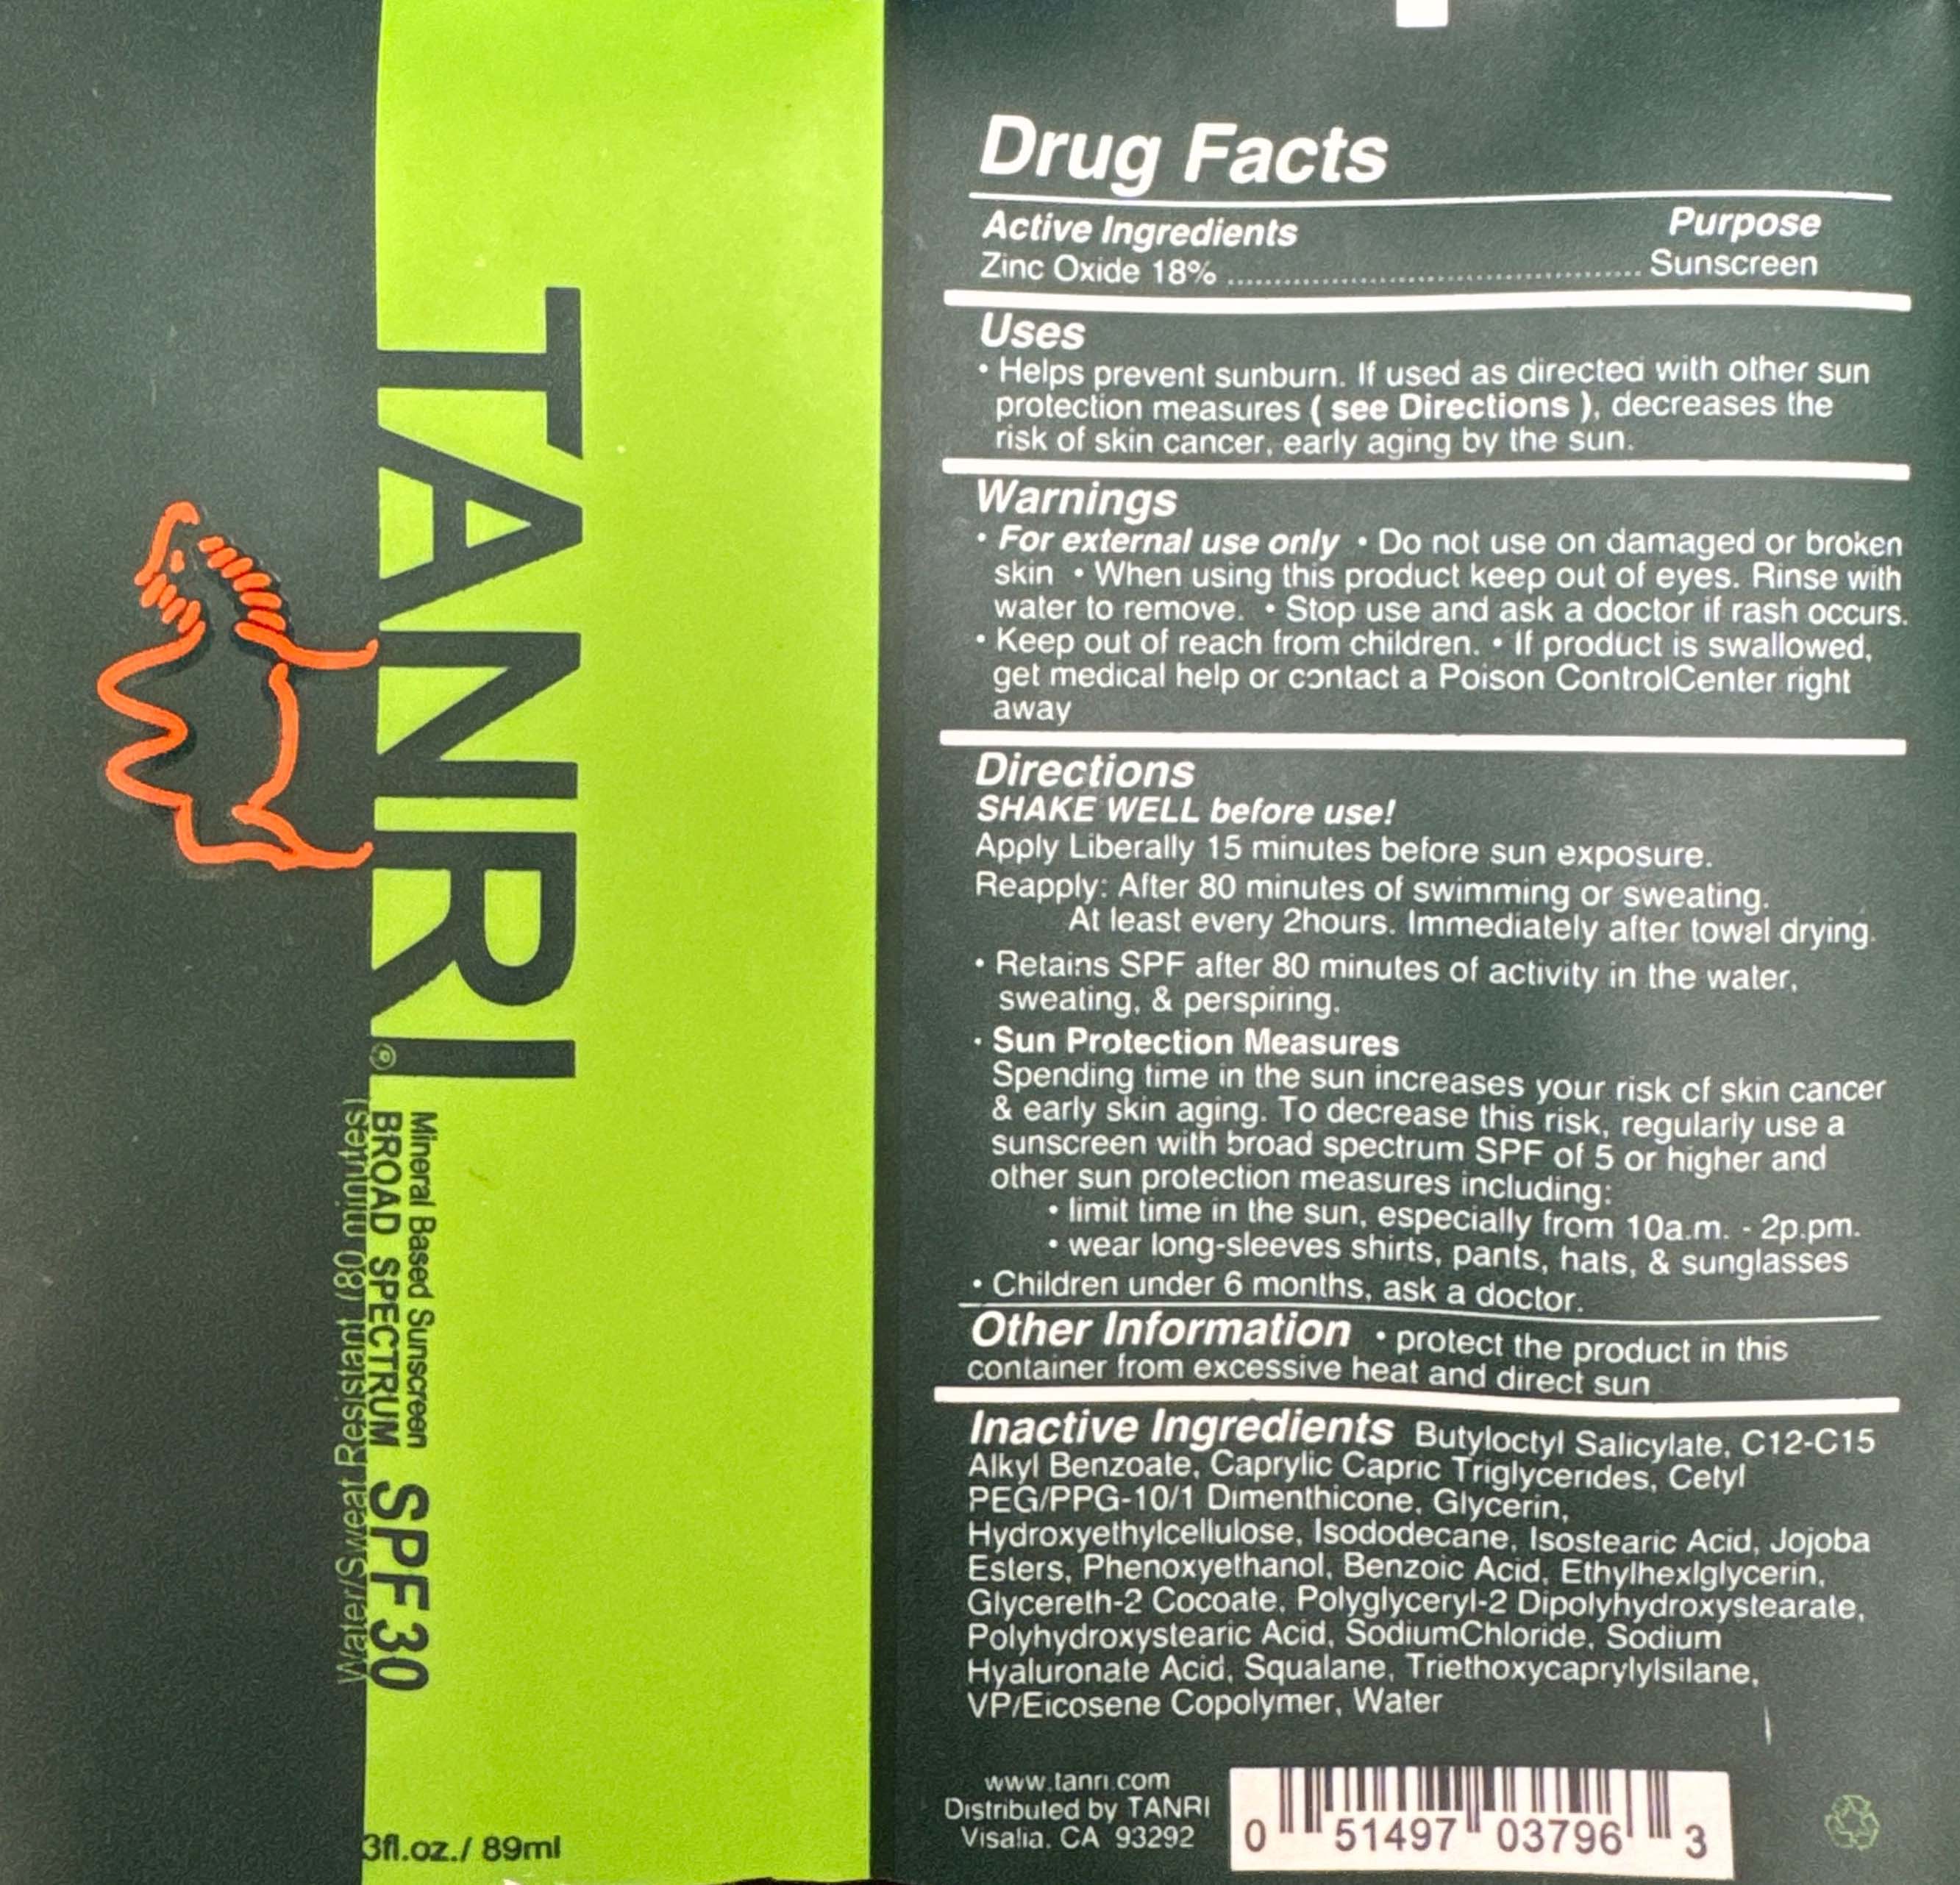 TANRI®
Mineral Based Sunscreen
BROAD SPECTRUM SPF 30
Water/Sweat Resistant (80 minutes)
3fl.oz./ 89ml
Drug Facts
Active Ingredients Purpose
Zinc Oxide 18% ........................................ Sunscreen
Uses
• Helps prevent sunburn. If used as directed with other sun
protection measures ( see Directions ), decreases the
risk of skin cancer, early aging by the sun.
Warnings
• For external use only • Do not use on damaged or broken
skin • When using this product keep out of eyes. Rinse with
water to remove. • Stop use and ask a doctor if rash occurs.
• Keep out of reach from children. • If product is swallowed,
get medical help or contact a Poison ControlCenter right
away
Directions
SHAKE WELL before use!
Apply Liberally 15 minutes before sun exposure.
Reapply: After 80 minutes of swimming or sweating.
At least every 2hours. Immediately after towel drying.
• Retains SPF after 80 minutes of activity in the water,
sweating, & perspiring.
• Sun Protection Measures
Spending time in the sun increases your risk of skin cancer
& early skin aging. To decrease this risk, regularly use a
sunscreen with broad spectrum SPF of 5 or higher and
other sun protection measures including:
• limit time in the sun, especially from 10a.m. - 2p.pm.
• wear long-sleeves shirts, pants, hats, & sunglasses
• Children under 6 months, ask a doctor.
Other Information • protect the product in this
container from excessive heat and direct sun
Inactive Ingredients Butyloctyl Salicylate, C12-C15
Alkyl Benzoate, Caprylic Capric Triglycerides, Cetyl
PEG/PPG-10/1 Dimenthicone, Glycerin,
Hydroxyethylcellulose, Isododecane, Isostearic Acid, Jojoba
Esters, Phenoxyethanol, Benzoic Acid, Ethylhexlglycerin,
Glycereth-2 Cocoate, Polyglyceryl-2 Dipolyhydroxystearate,
Polyhydroxystearic Acid, SodiumChloride, Sodium
Hyaluronate Acid, Squalane, Triethoxycaprylylsilane,
VP/Eicosene Copolymer, Water
www.tanri.com
Distributed by TANRI
Visalia, CA 93292
0 51497 03796 3